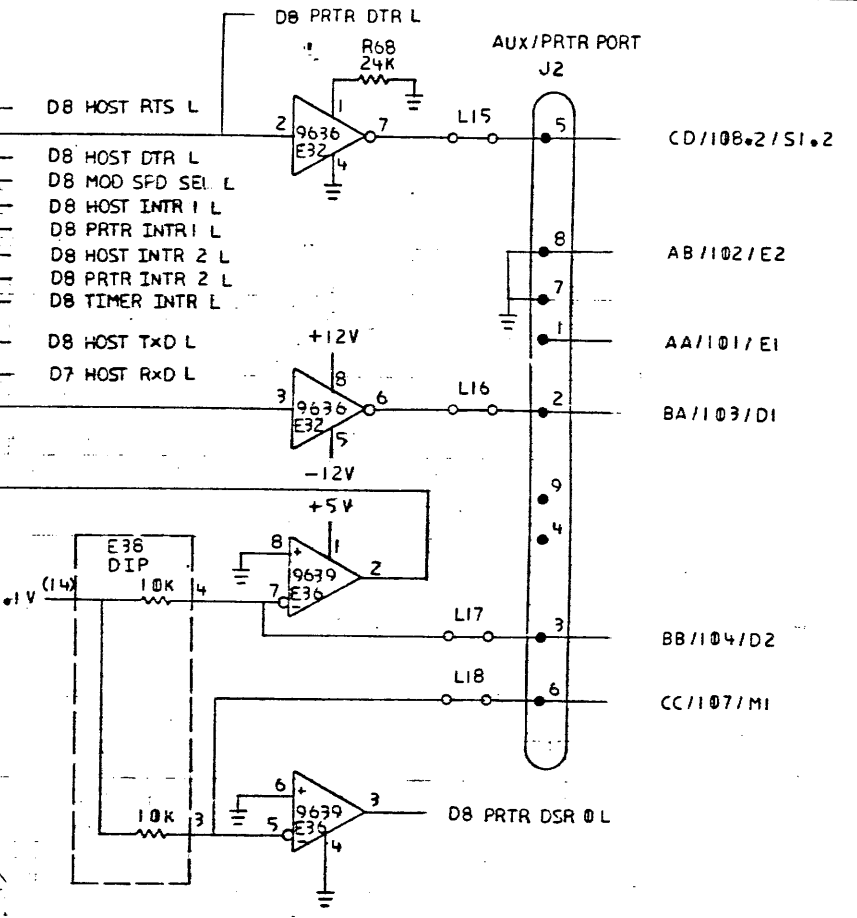 D8 PRTR DTR L
AUX/PRTR PORT
J2
R68
24K
D8 HOST RTS L
2
1
9636
E32
4
7
L15
5
CD/108.2/S1.2
D8 HOST DTR L
D8 MOD SPD SEL L
D8 HOST INTR 1 L
D8 PRTR INTR 1 L
D8 HOST INTR 2 L
D8 PRTR INTR 2 L
D8 TIMER INTR L
8
AB/102/E2
7
1
AA/101/E1
D8 HOST TxD L
D7 HOST RxD L
+12V
3
8
9636
E32
5
6
-12V
L16
2
BA/103/D1
9
4
+5V
E38
DIP
8
+
1
9639
E36
-
7
2
.1V
(14)
10K
4
L17
3
BB/104/D2
L18
6
CC/107/M1
10K
3
6
+
5
9639
E36
-
4
3
D8 PRTR DSR 0 L